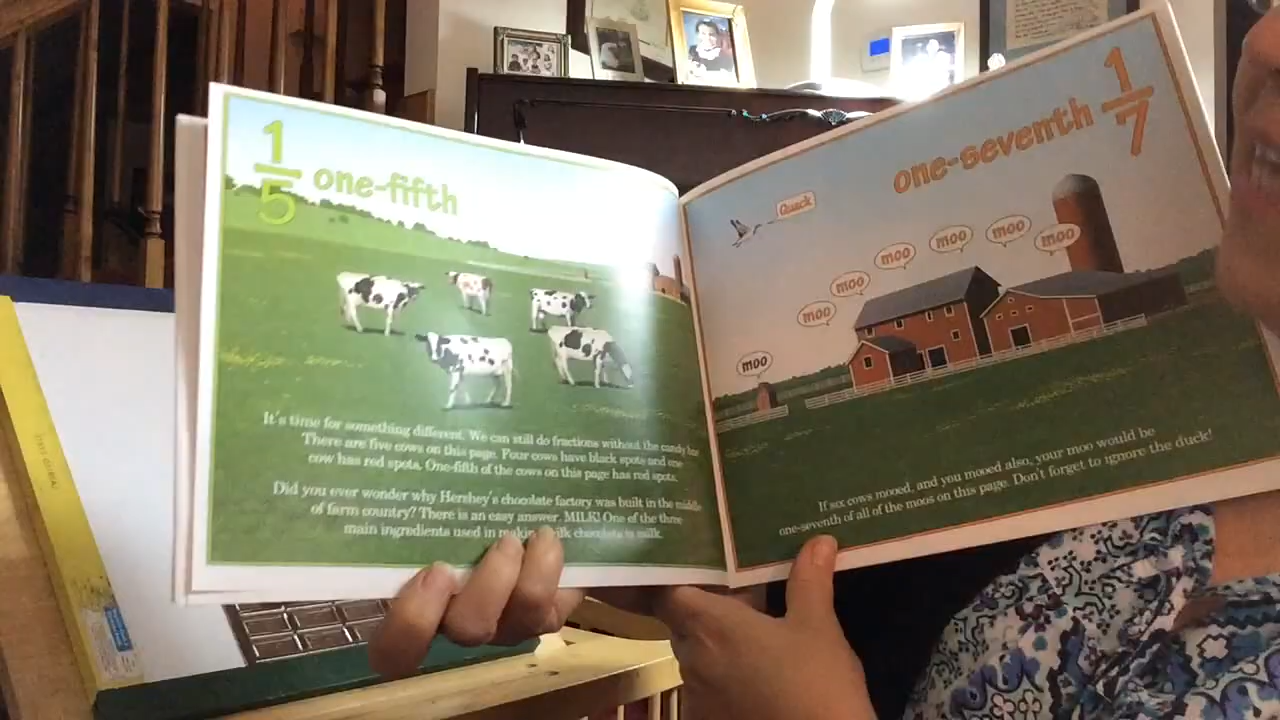 1
5
one-fifth
It's time for something different. We can still do fractions without the candy bar
There are five cows on this page. Four cows have black spots and one
cow has red spots. One-fifth of the cows on this page has red spots.
Did you ever wonder why Hershey's chocolate factory was built in the middle
of farm country? There is an easy answer. MILK! One of the three
main ingredients used in making milk chocolate is milk.
one-seventh
1
7
Quack
moo
moo
moo
moo
moo
moo
moo
If six cows mooed, and you mooed also, your moo would be
one-seventh of all of the moos on this page. Don't forget to ignore the duck!